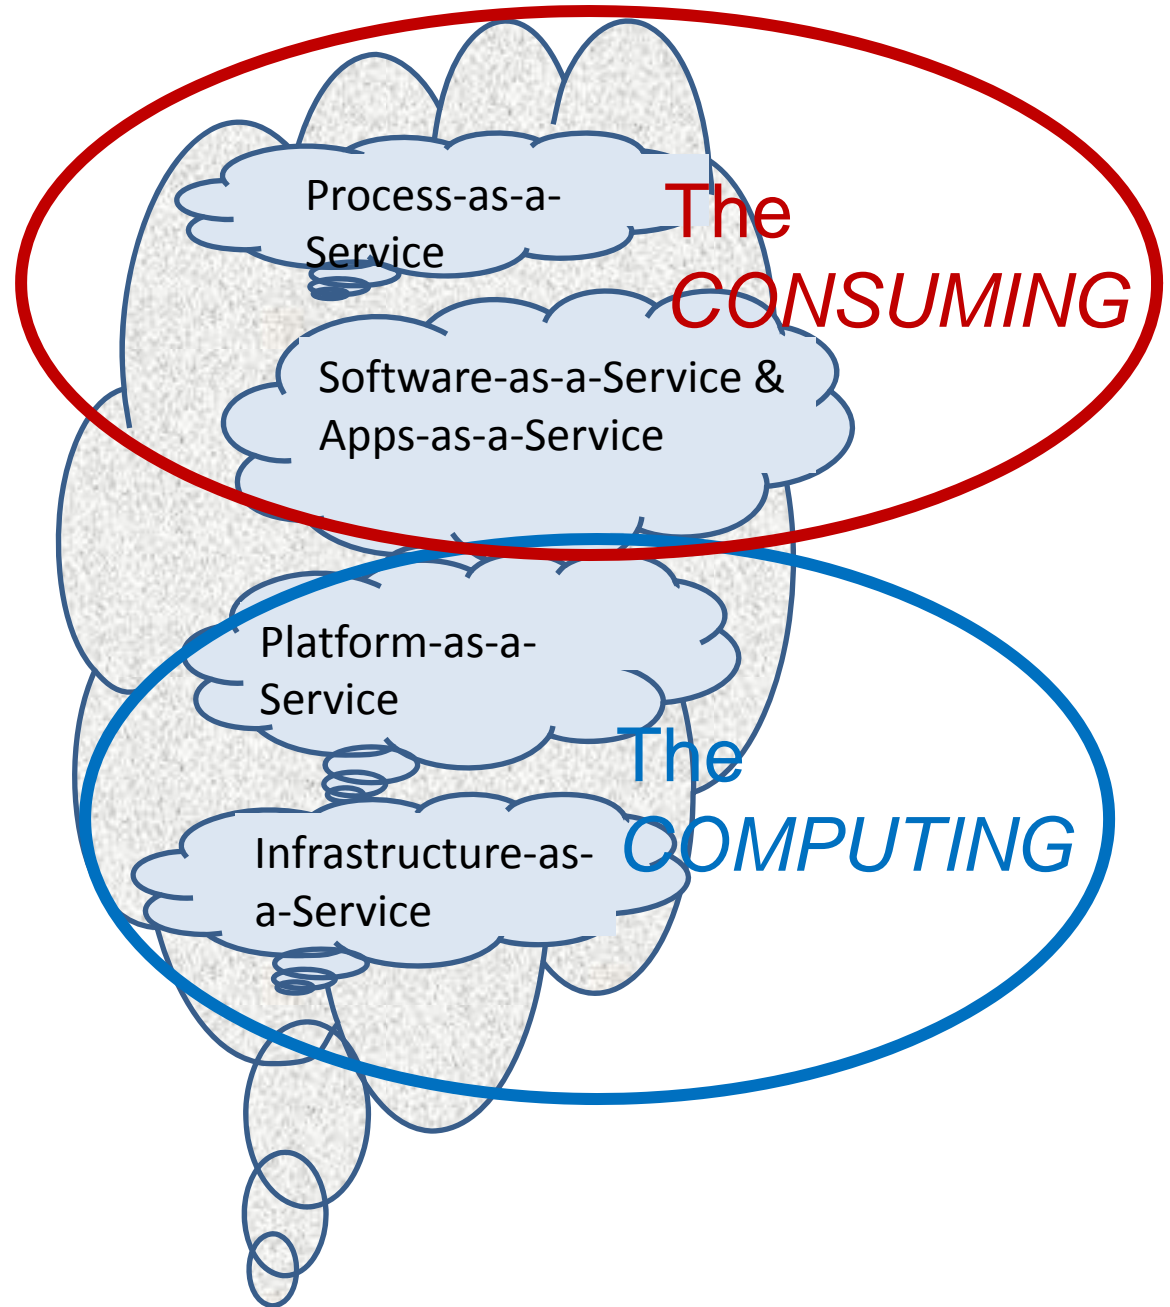 Process-as-a-
Service
The
CONSUMING
Software-as-a-Service &
Apps-as-a-Service
Platform-as-a-
Service
The
COMPUTING
Infrastructure-as-
a-Service